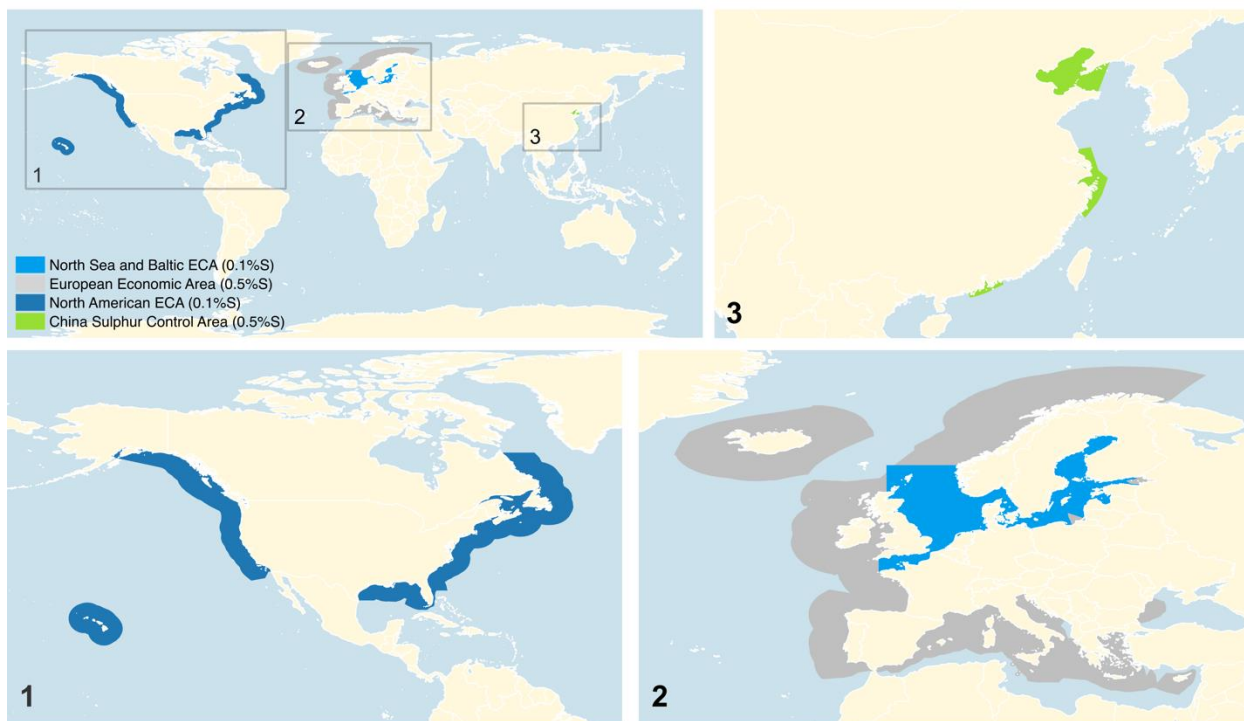 1
2
3
North Sea and Baltic ECA (0.1%S)
European Economic Area (0.5%S)
North American ECA (0.1%S)
China Sulphur Control Area (0.5%S)
3
1
2